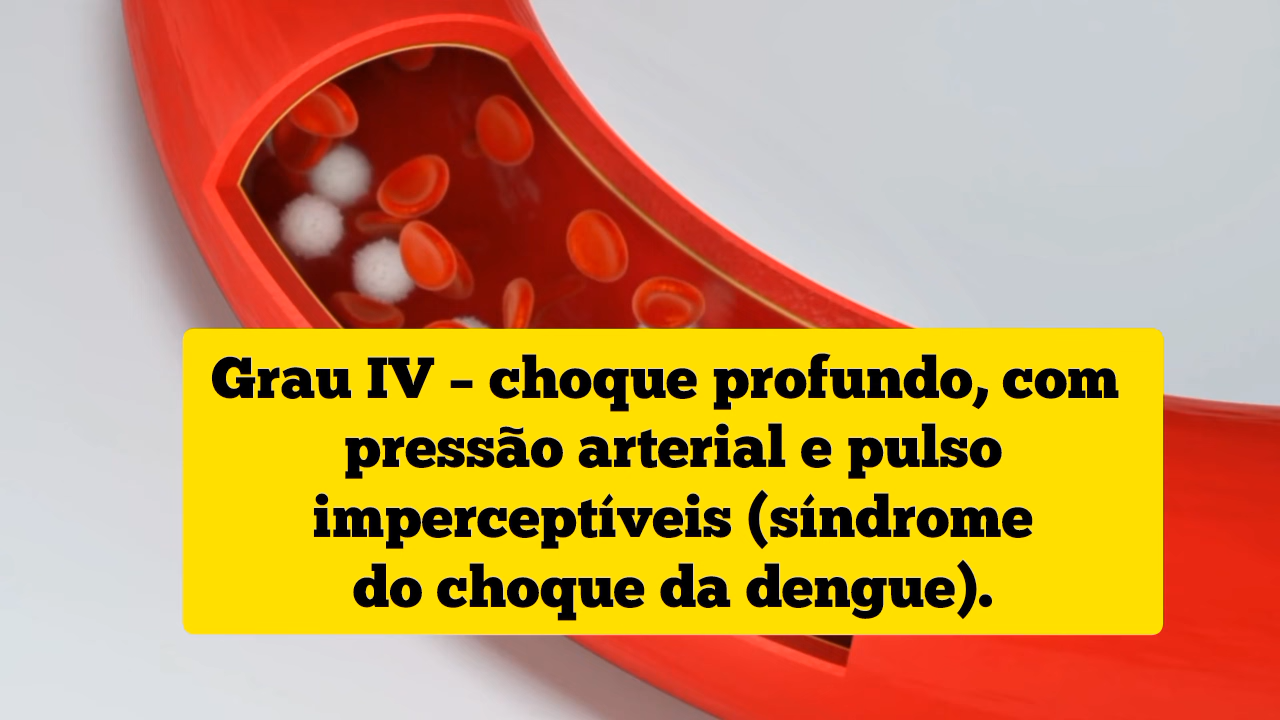 Grau IV – choque profundo, com
pressão arterial e pulso
imperceptíveis (síndrome
do choque da dengue).